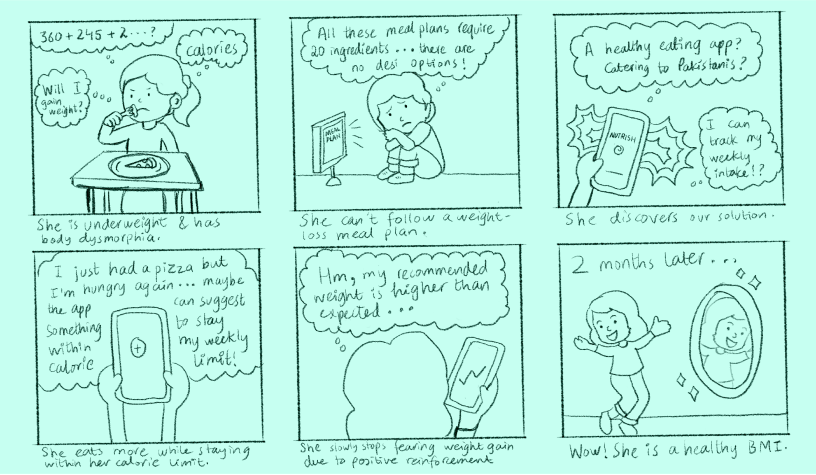 360 + 245 + 2...?
calories
Will I
gain
weight?
She is underweight & has
body dysmorphia.
All these meal plans require
20 ingredients... there are
no desi options!
MEAL
PLAN
She can't follow a weight-
loss meal plan.
A healthy eating app?
Catering to Pakistanis?
NUTRISH
I can
track my
weekly
intake!?
She discovers our solution.
I just had a pizza but
I'm hungry again... maybe
the app
something
within
calorie
can suggest
to stay
my weekly
limit!
She eats more while staying
within her calorie limit.
Hm, my recommended
weight is higher than
expected...
She slowly stops fearing weight gain
due to positive reinforcement
2 months later...
Wow! She is a healthy BMI.